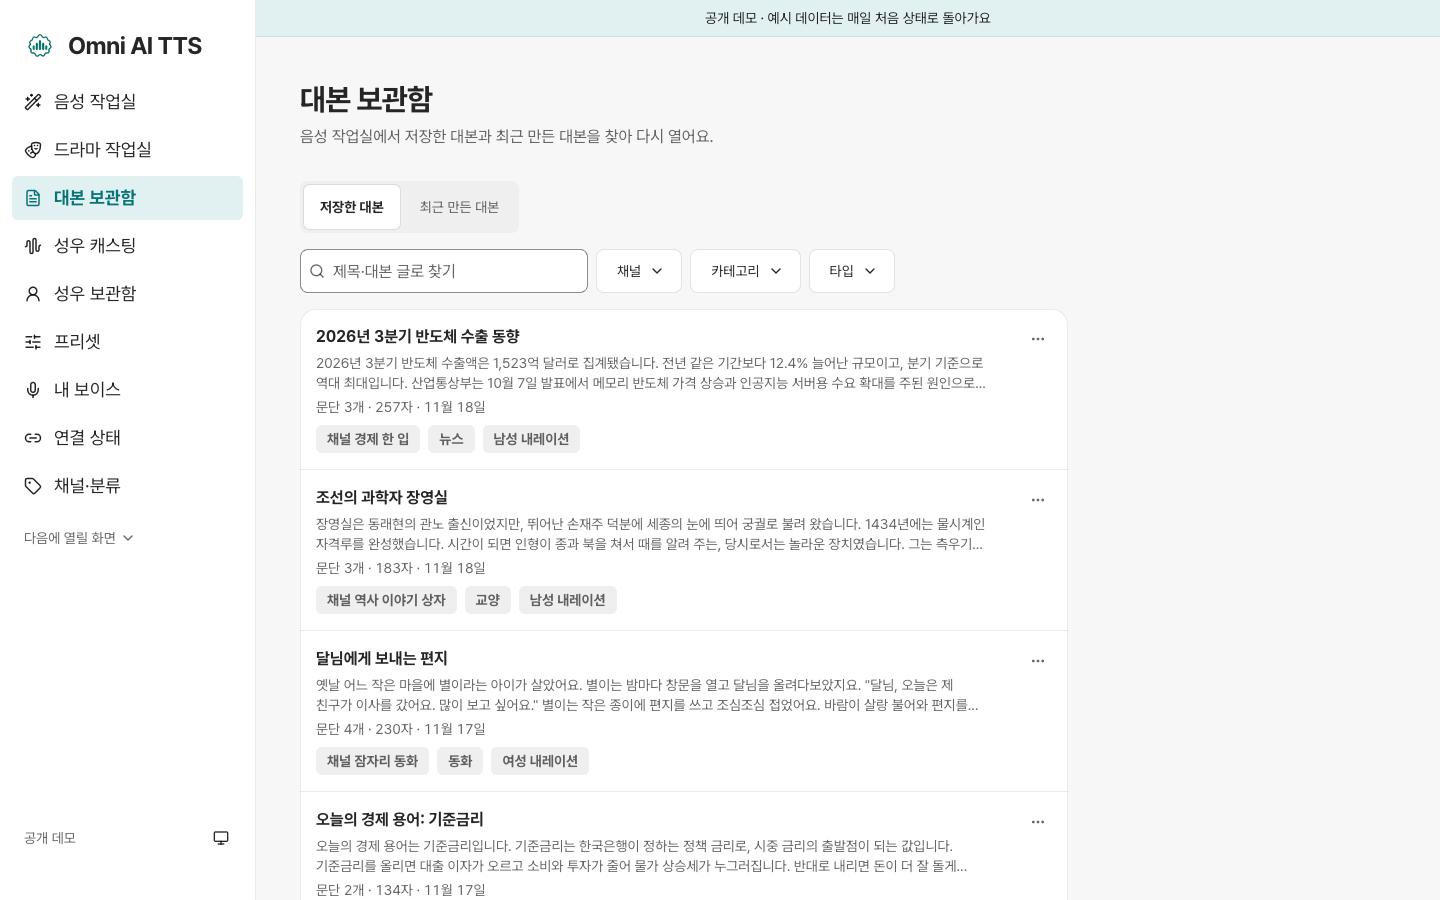 공개 데모 · 예시 데이터는 매일 처음 상태로 돌아가요
Omni AI TTS
음성 작업실
드라마 작업실
대본 보관함
성우 캐스팅
성우 보관함
프리셋
내 보이스
연결 상태
채널·분류
다음에 열릴 화면
공개 데모
대본 보관함
음성 작업실에서 저장한 대본과 최근 만든 대본을 찾아 다시 열어요.
저장한 대본 최근 만든 대본
제목·대본 글로 찾기 채널 카테고리 타입
2026년 3분기 반도체 수출 동향
2026년 3분기 반도체 수출액은 1,523억 달러로 집계됐습니다. 전년 같은 기간보다 12.4% 늘어난 규모이고, 분기 기준으로
역대 최대입니다. 산업통상부는 10월 7일 발표에서 메모리 반도체 가격 상승과 인공지능 서버용 수요 확대를 주된 원인으로...
문단 3개 · 257자 · 11월 18일
채널 경제 한 입 뉴스 남성 내레이션
조선의 과학자 장영실
장영실은 동래현의 관노 출신이었지만, 뛰어난 손재주 덕분에 세종의 눈에 띄어 궁궐로 불려 왔습니다. 1434년에는 물시계인
자격루를 완성했습니다. 시간이 되면 인형이 종과 북을 쳐서 때를 알려 주는, 당시로서는 놀라운 장치였습니다. 그는 측우기...
문단 3개 · 183자 · 11월 18일
채널 역사 이야기 상자 교양 남성 내레이션
달님에게 보내는 편지
옛날 어느 작은 마을에 별이라는 아이가 살았어요. 별이는 밤마다 창문을 열고 달님을 올려다보았지요. "달님, 오늘은 제
친구가 이사를 갔어요. 많이 보고 싶어요." 별이는 작은 종이에 편지를 쓰고 조심조심 접었어요. 바람이 살랑 불어와 편지를...
문단 4개 · 230자 · 11월 17일
채널 잠자리 동화 동화 여성 내레이션
오늘의 경제 용어: 기준금리
오늘의 경제 용어는 기준금리입니다. 기준금리는 한국은행이 정하는 정책 금리로, 시중 금리의 출발점이 되는 값입니다.
기준금리를 올리면 대출 이자가 오르고 소비와 투자가 줄어 물가 상승세가 누그러집니다. 반대로 내리면 돈이 더 잘 돌게...
문단 2개 · 134자 · 11월 17일